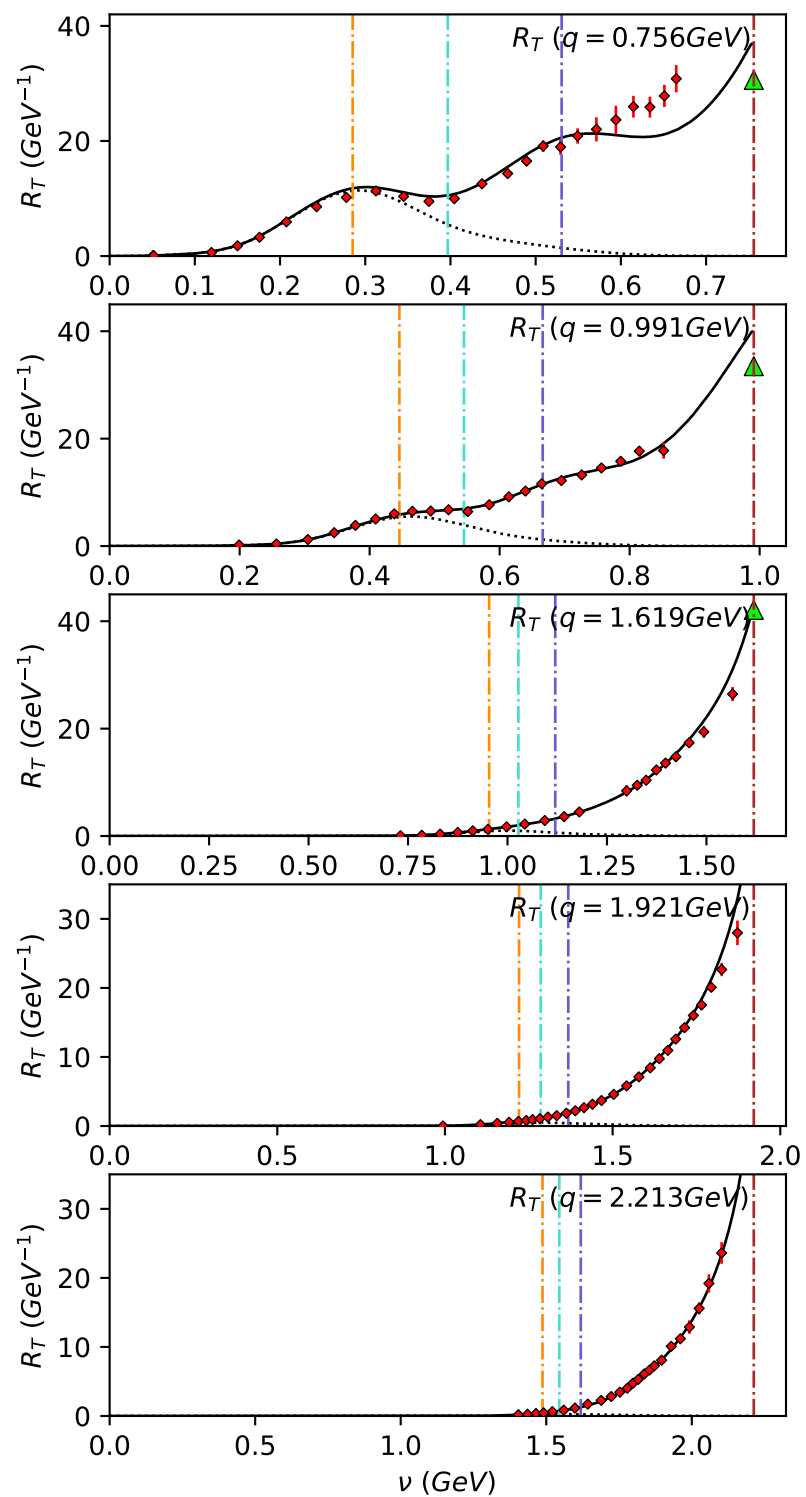 R_T (q = 0.756GeV)
40
20
0
R_T (GeV⁻¹)
0.0 0.1 0.2 0.3 0.4 0.5 0.6 0.7
R_T (q = 0.991GeV)
40
20
0
R_T (GeV⁻¹)
0.0 0.2 0.4 0.6 0.8 1.0
R_T (q = 1.619GeV)
40
20
0
R_T (GeV⁻¹)
0.00 0.25 0.50 0.75 1.00 1.25 1.50
R_T (q = 1.921GeV)
30
20
10
0
R_T (GeV⁻¹)
0.0 0.5 1.0 1.5 2.0
R_T (q = 2.213GeV)
30
20
10
0
R_T (GeV⁻¹)
0.0 0.5 1.0 1.5 2.0
ν (GeV)